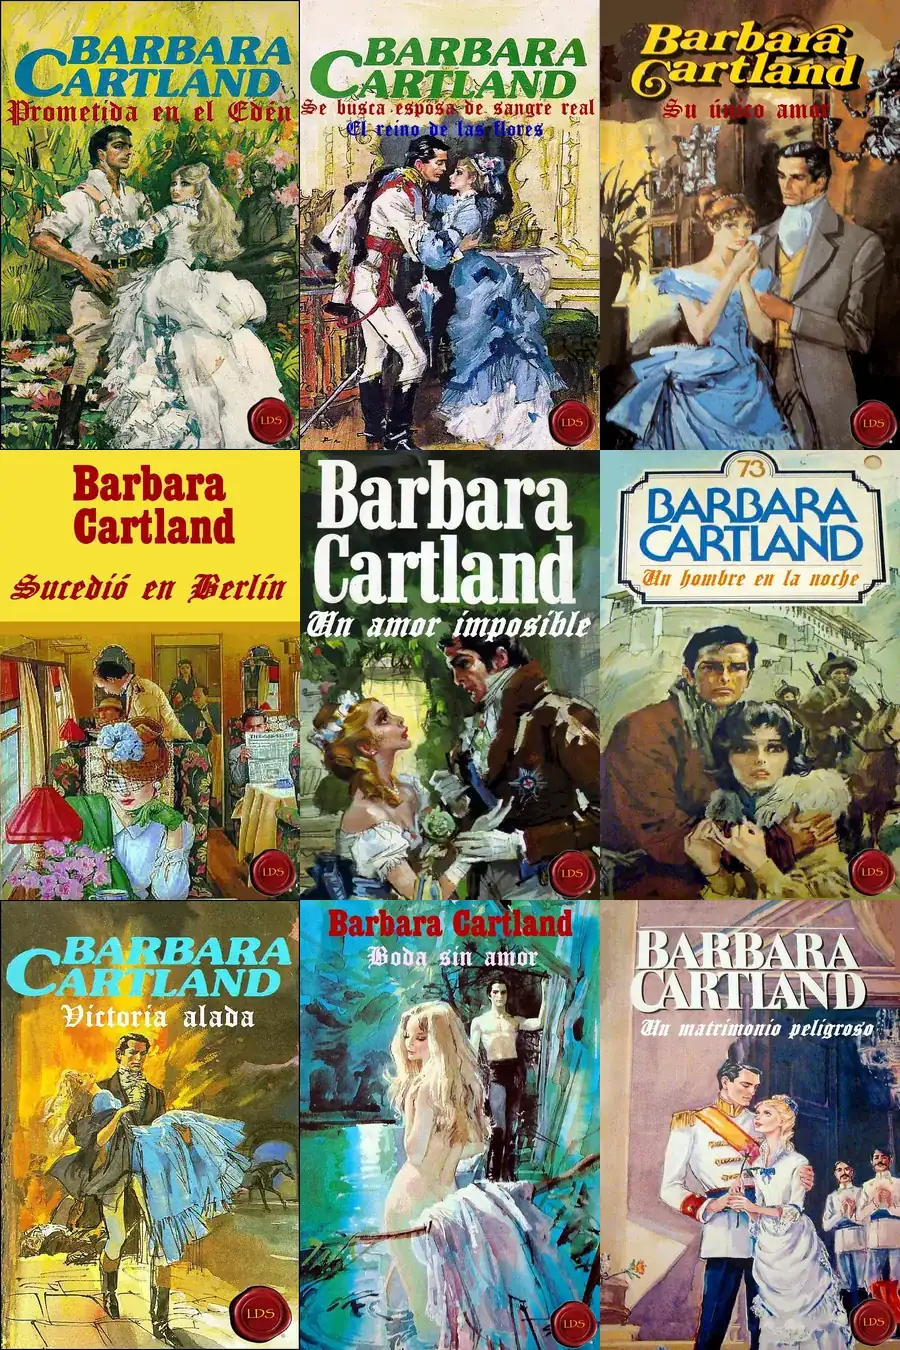 BARBARA
CARTLAND
Prometida en el Edén
LDS
BARBARA
CARTLAND
Se busca esposa de sangre real
El reino de las flores
LDS
Barbara
Cartland
Su único amor
LDS
Barbara
Cartland
Sucedió en Berlín
LDS
Barbara
Cartland
Un amor imposible
LDS
73
BARBARA
CARTLAND
Un hombre en la noche
LDS
BARBARA
CARTLAND
Victoria alada
LDS
Barbara Cartland
Boda sin amor
LDS
BARBARA
CARTLAND
Un matrimonio peligroso
LDS